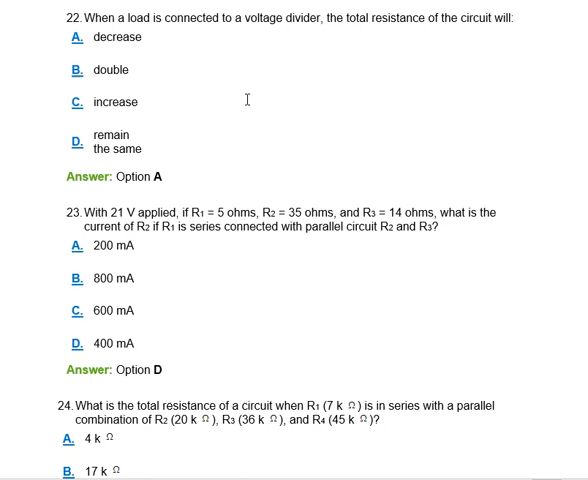 22. When a load is connected to a voltage divider, the total resistance of the circuit will:
A. decrease
B. double
C. increase
D. remain
the same
Answer: Option A
23. With 21 V applied, if R1 = 5 ohms, R2 = 35 ohms, and R3 = 14 ohms, what is the
current of R2 if R1 is series connected with parallel circuit R2 and R3?
A. 200 mA
B. 800 mA
C. 600 mA
D. 400 mA
Answer: Option D
24. What is the total resistance of a circuit when R1 (7 k Ω) is in series with a parallel
combination of R2 (20 k Ω), R3 (36 k Ω), and R4 (45 k Ω)?
A. 4 k Ω
B. 17 k Ω